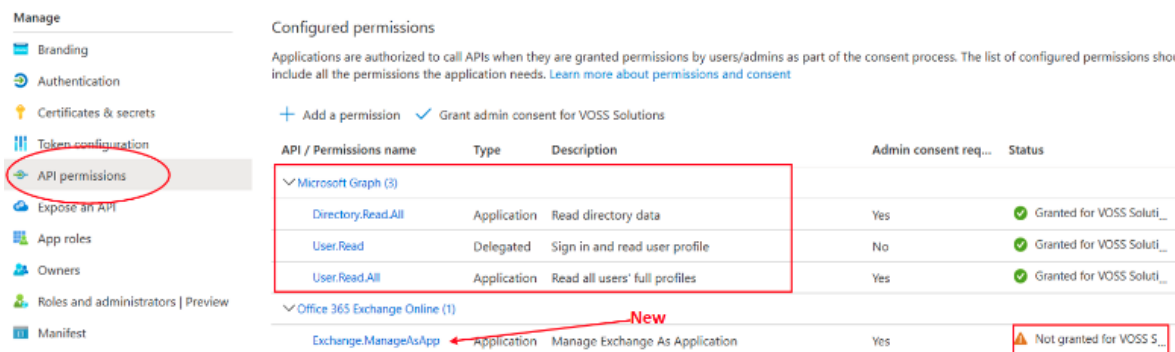 Manage
Branding
Authentication
Certificates & secrets
Token configuration
API permissions
Expose an API
App roles
Owners
Roles and administrators | Preview
Manifest
Configured permissions
Applications are authorized to call APIs when they are granted permissions by users/admins as part of the consent process. The list of configured permissions shou
include all the permissions the application needs. Learn more about permissions and consent
Add a permission Grant admin consent for VOSS Solutions
API / Permissions name Type Description Admin consent req... Status
Microsoft Graph (3)
Directory.Read.All Application Read directory data Yes Granted for VOSS Soluti...
User.Read Delegated Sign in and read user profile No Granted for VOSS Soluti...
User.Read.All Application Read all users' full profiles Yes Granted for VOSS Soluti...
Office 365 Exchange Online (1)
New
Exchange.ManageAsApp Application Manage Exchange As Application Yes Not granted for VOSS S...